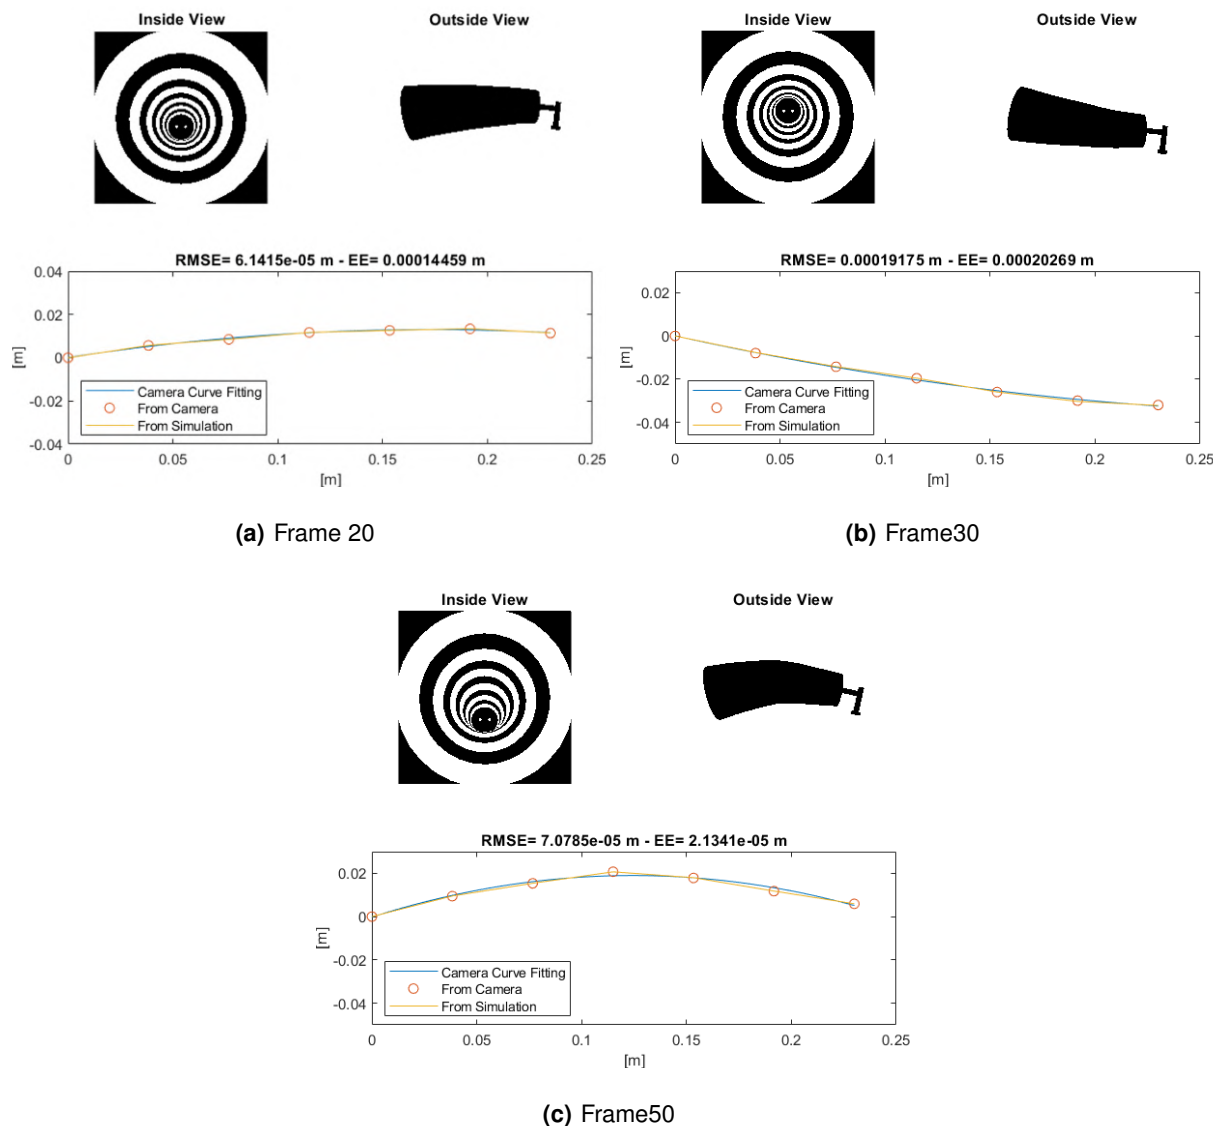 Inside View
Outside View
RMSE= 6.1415e-05 m - EE= 0.00014459 m
0.04
0.02
0
-0.02
-0.04
[m]
Camera Curve Fitting
From Camera
From Simulation
0 0.05 0.1 0.15 0.2 0.25
[m]
(a) Frame 20
Inside View
Outside View
RMSE= 0.00019175 m - EE= 0.00020269 m
0.02
0
-0.02
-0.04
[m]
Camera Curve Fitting
From Camera
From Simulation
0 0.05 0.1 0.15 0.2 0.25
[m]
(b) Frame30
Inside View
Outside View
RMSE= 7.0785e-05 m - EE= 2.1341e-05 m
0.02
0
-0.02
-0.04
[m]
Camera Curve Fitting
From Camera
From Simulation
0 0.05 0.1 0.15 0.2 0.25
[m]
(c) Frame50